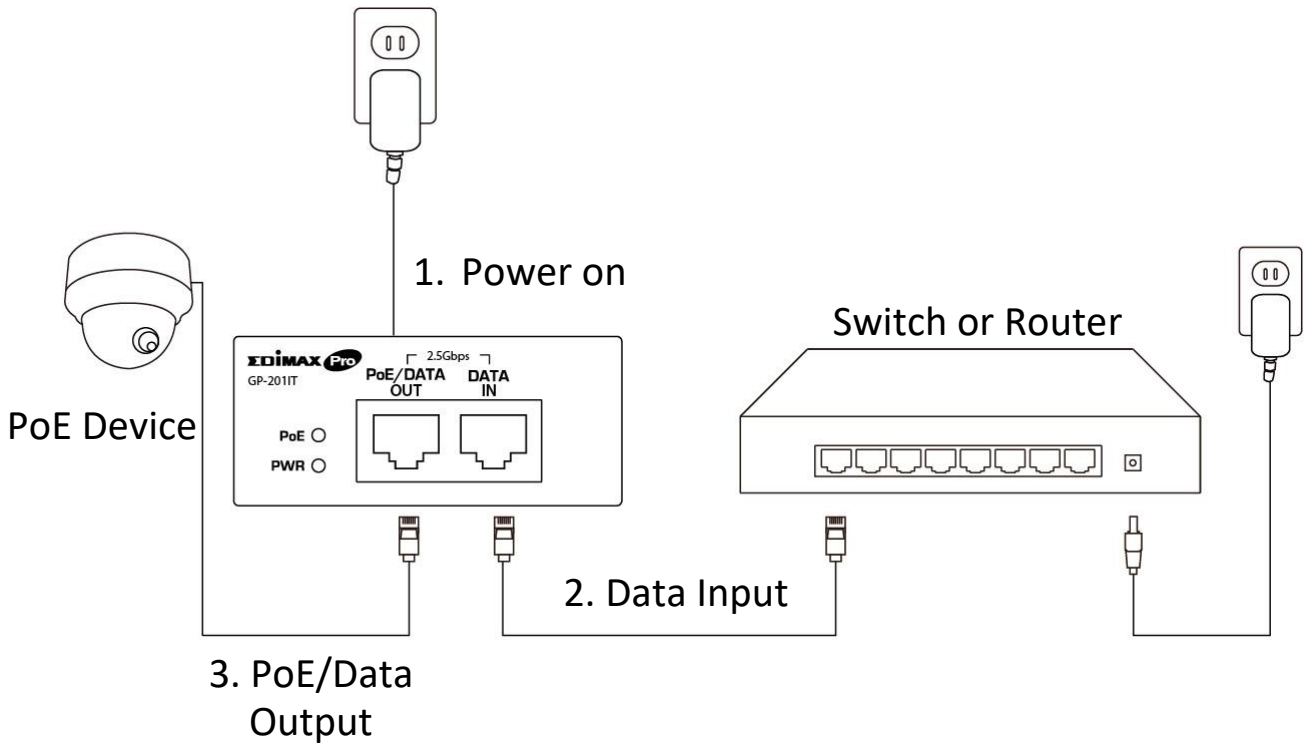 1. Power on
Switch or Router
EDIMAX Pro
2.5Gbps
GP-201IT
PoE/DATA
OUT
DATA
IN
PoE Device
PoE
PWR
2. Data Input
3. PoE/Data
Output